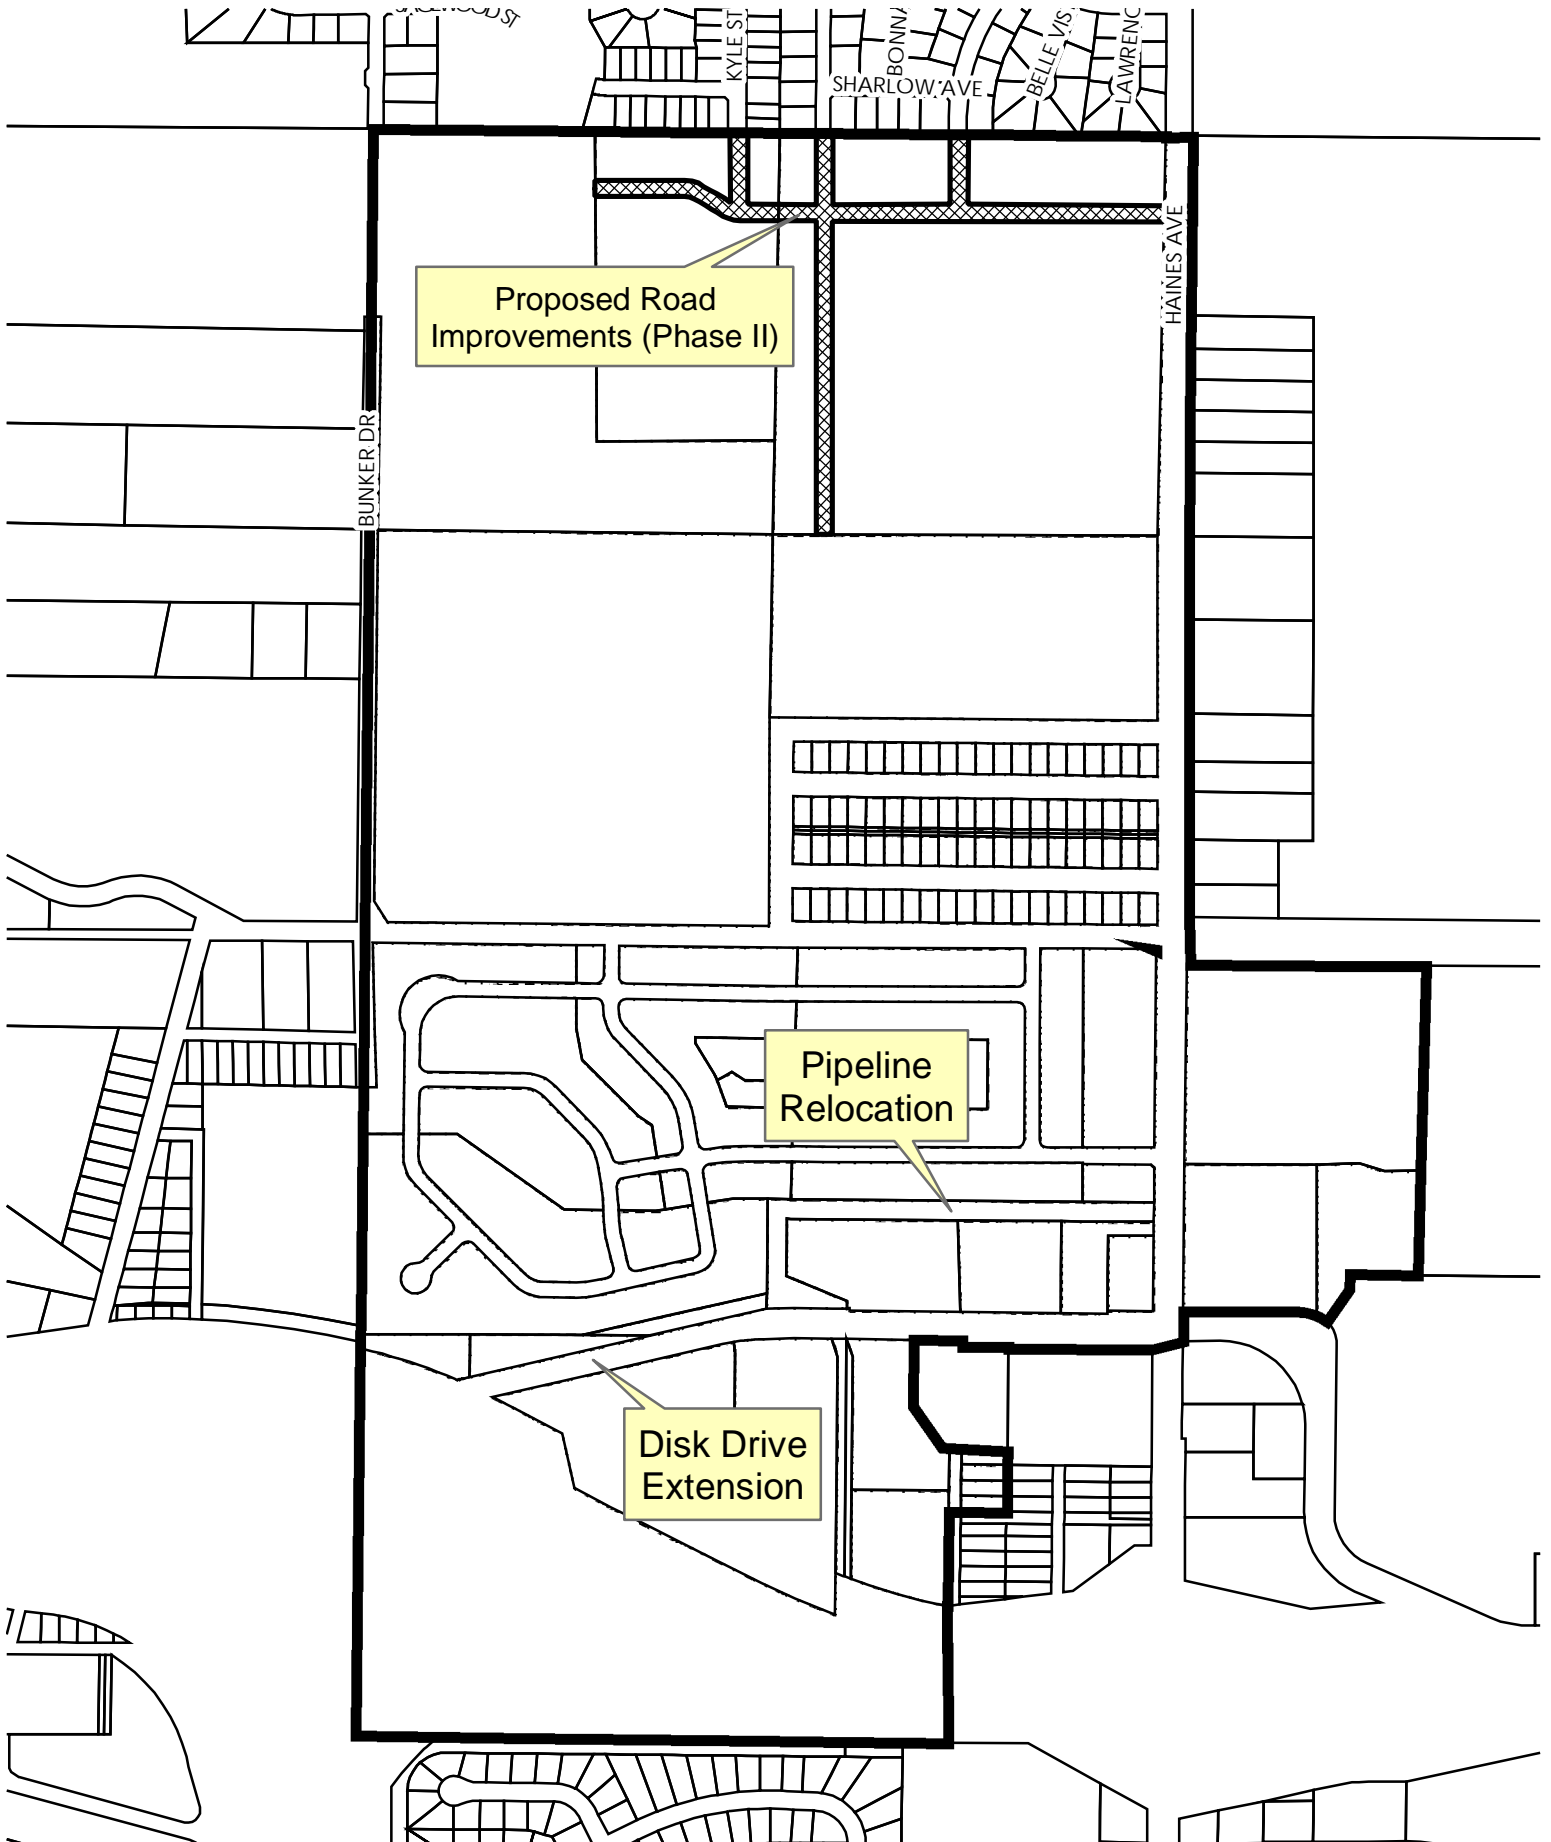 KYLE ST
SHARLOW AVE
HAINES AVE
Proposed Road
Improvements (Phase II)
BUNKER DR
Pipeline
Relocation
Disk Drive
Extension